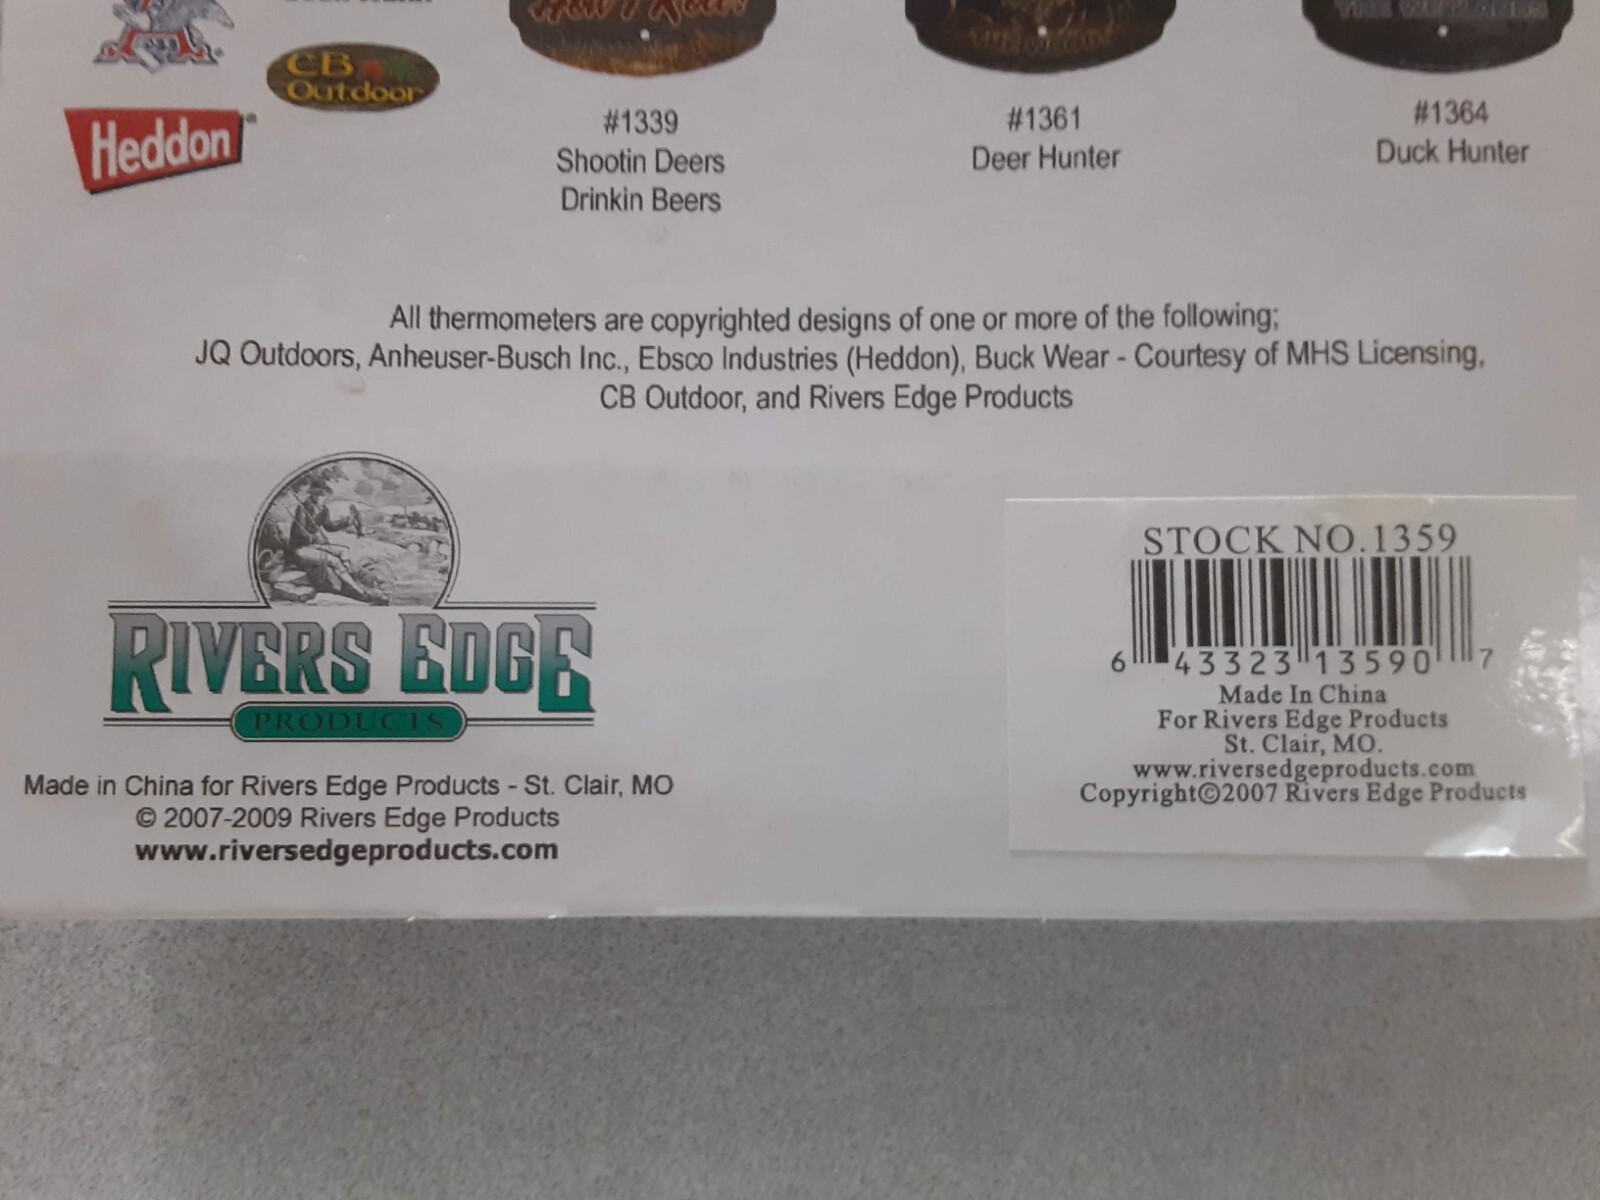 CB
Outdoor
Heddon
#1339
Shootin Deers
Drinkin Beers
#1361
Deer Hunter
#1364
Duck Hunter
All thermometers are copyrighted designs of one or more of the following;
JQ Outdoors, Anheuser-Busch Inc., Ebsco Industries (Heddon), Buck Wear - Courtesy of MHS Licensing,
CB Outdoor, and Rivers Edge Products
RIVERS EDGE
PRODUCTS
Made in China for Rivers Edge Products - St. Clair, MO
© 2007-2009 Rivers Edge Products
www.riversedgeproducts.com
STOCK NO.1359
6 43323 13590 7
Made In China
For Rivers Edge Products
St. Clair, MO.
www.riversedgeproducts.com
Copyright©2007 Rivers Edge Products